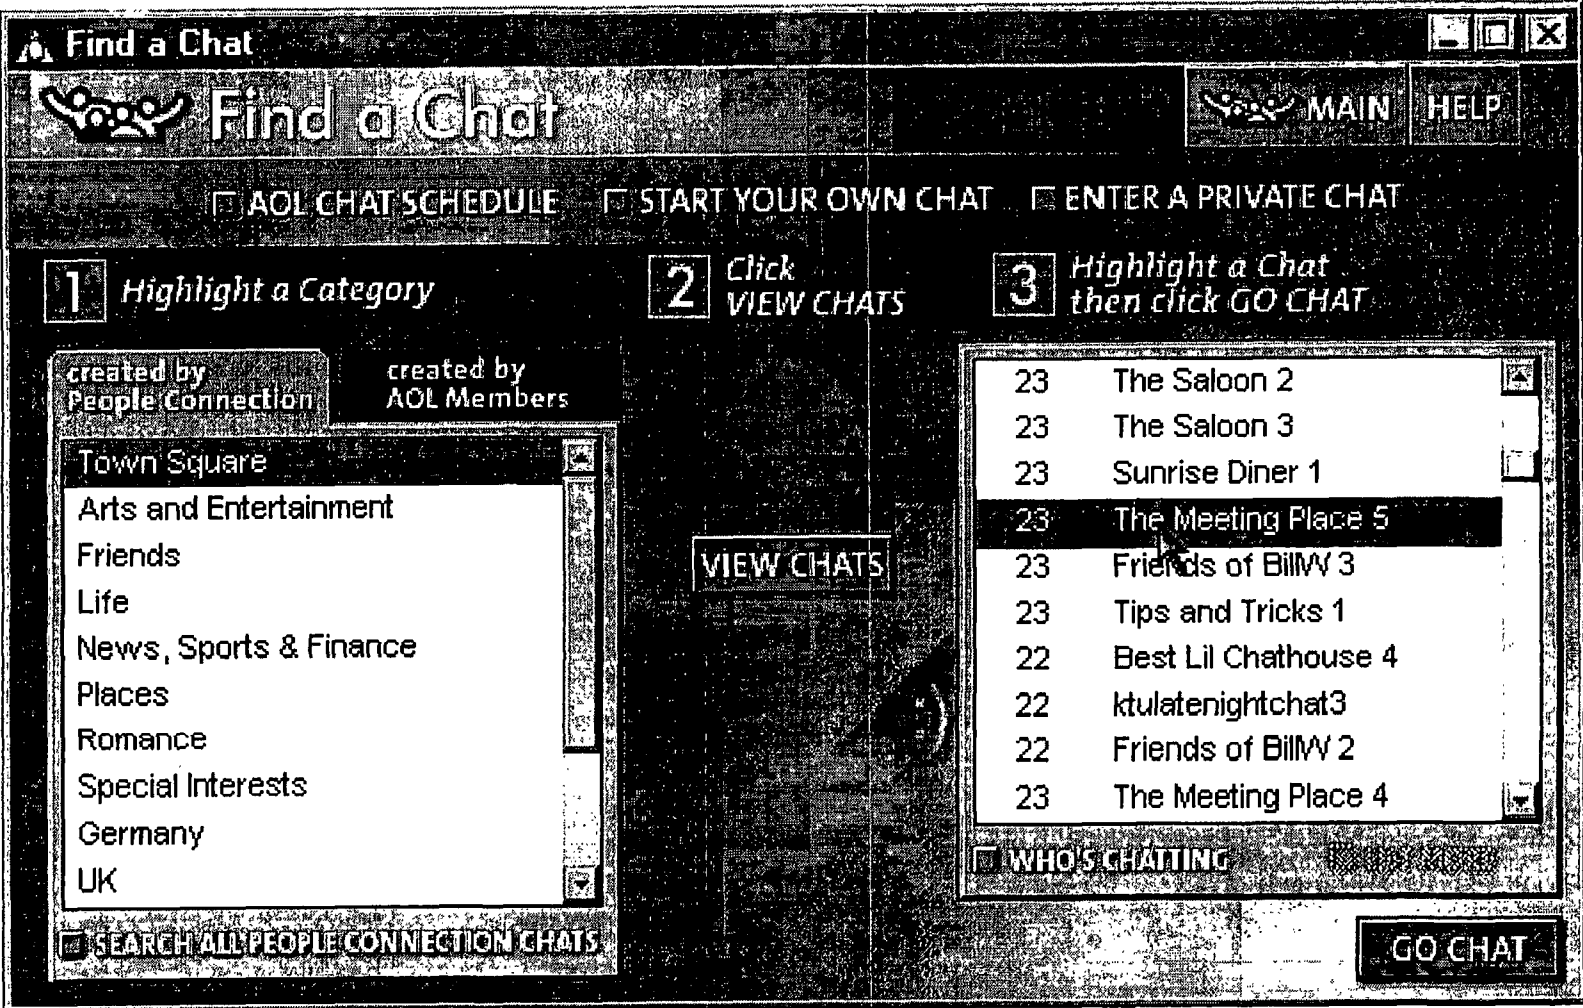 Find a Chat
Find a Chat
MAIN
HELP
AOL CHAT SCHEDULE
START YOUR OWN CHAT
ENTER A PRIVATE CHAT
1
Highlight a Category
2
Click
VIEW CHATS
3
Highlight a Chat
then click GO CHAT
created by
People Connection
created by
AOL Members
Town Square
Arts and Entertainment
Friends
Life
News, Sports & Finance
Places
Romance
Special Interests
Germany
UK
SEARCH ALL PEOPLE CONNECTION CHATS
VIEW CHATS
23 The Saloon 2
23 The Saloon 3
23 Sunrise Diner 1
23 The Meeting Place 5
23 Friends of BillW 3
23 Tips and Tricks 1
22 Best Lil Chathouse 4
22 ktulatenightchat3
22 Friends of BillW 2
23 The Meeting Place 4
WHO'S CHATTING
GO CHAT